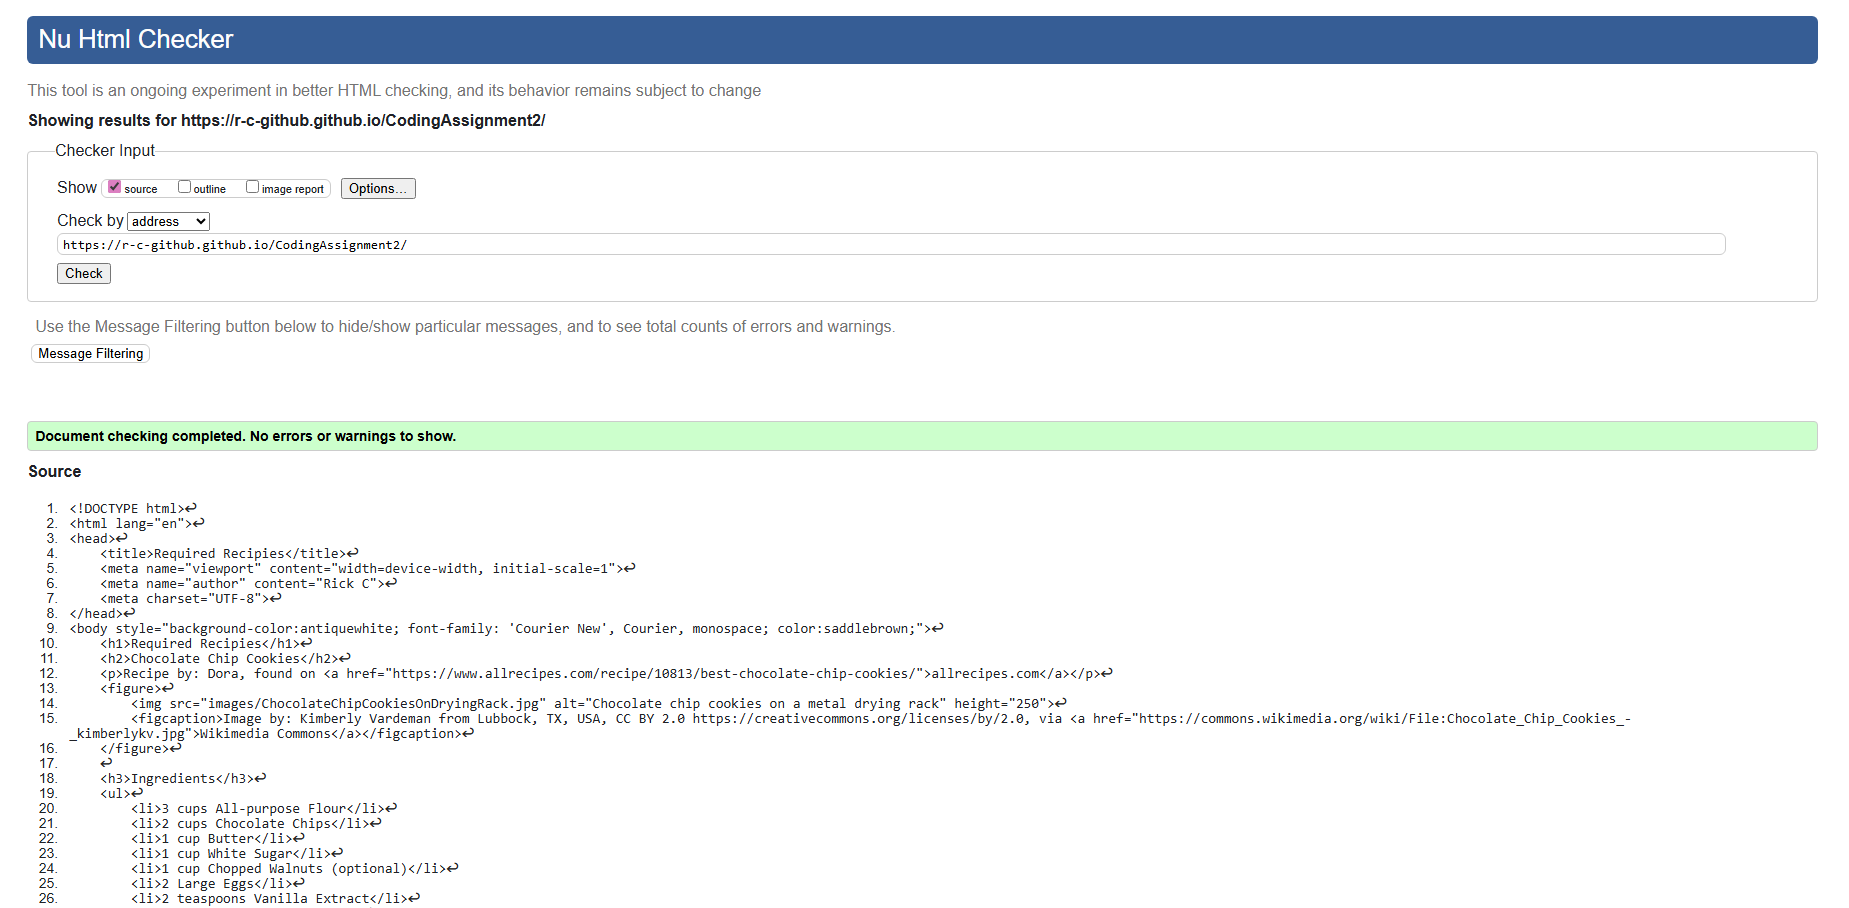 Nu Html Checker
This tool is an ongoing experiment in better HTML checking, and its behavior remains subject to change
Showing results for https://r-c-github.github.io/CodingAssignment2/
Checker Input
Show source outline image report Options...
Check by address
https://r-c-github.github.io/CodingAssignment2/
Check
Use the Message Filtering button below to hide/show particular messages, and to see total counts of errors and warnings.
Message Filtering
Document checking completed. No errors or warnings to show.
Source
1. <!DOCTYPE html>↩
2. <html lang="en">↩
3. <head>↩
4.     <title>Required Recipies</title>↩
5.     <meta name="viewport" content="width=device-width, initial-scale=1">↩
6.     <meta name="author" content="Rick C">↩
7.     <meta charset="UTF-8">↩
8. </head>↩
9. <body style="background-color:antiquewhite; font-family: 'Courier New', Courier, monospace; color:saddlebrown;">↩
10.     <h1>Required Recipies</h1>↩
11.     <h2>Chocolate Chip Cookies</h2>↩
12.     <p>Recipe by: Dora, found on <a href="https://www.allrecipes.com/recipe/10813/best-chocolate-chip-cookies/">allrecipes.com</a></p>↩
13.     <figure>↩
14.         <img src="images/ChocolateChipCookiesOnDryingRack.jpg" alt="Chocolate chip cookies on a metal drying rack" height="250">↩
15.         <figcaption>Image by: Kimberly Vardeman from Lubbock, TX, USA, CC BY 2.0 https://creativecommons.org/licenses/by/2.0, via <a href="https://commons.wikimedia.org/wiki/File:Chocolate_Chip_Cookies_-
_kimberlykv.jpg">Wikimedia Commons</a></figcaption>↩
16.     </figure>↩
17.     ↩
18.     <h3>Ingredients</h3>↩
19.     <ul>↩
20.         <li>3 cups All-purpose Flour</li>↩
21.         <li>2 cups Chocolate Chips</li>↩
22.         <li>1 cup Butter</li>↩
23.         <li>1 cup White Sugar</li>↩
24.         <li>1 cup Chopped Walnuts (optional)</li>↩
25.         <li>2 Large Eggs</li>↩
26.         <li>2 teaspoons Vanilla Extract</li>↩